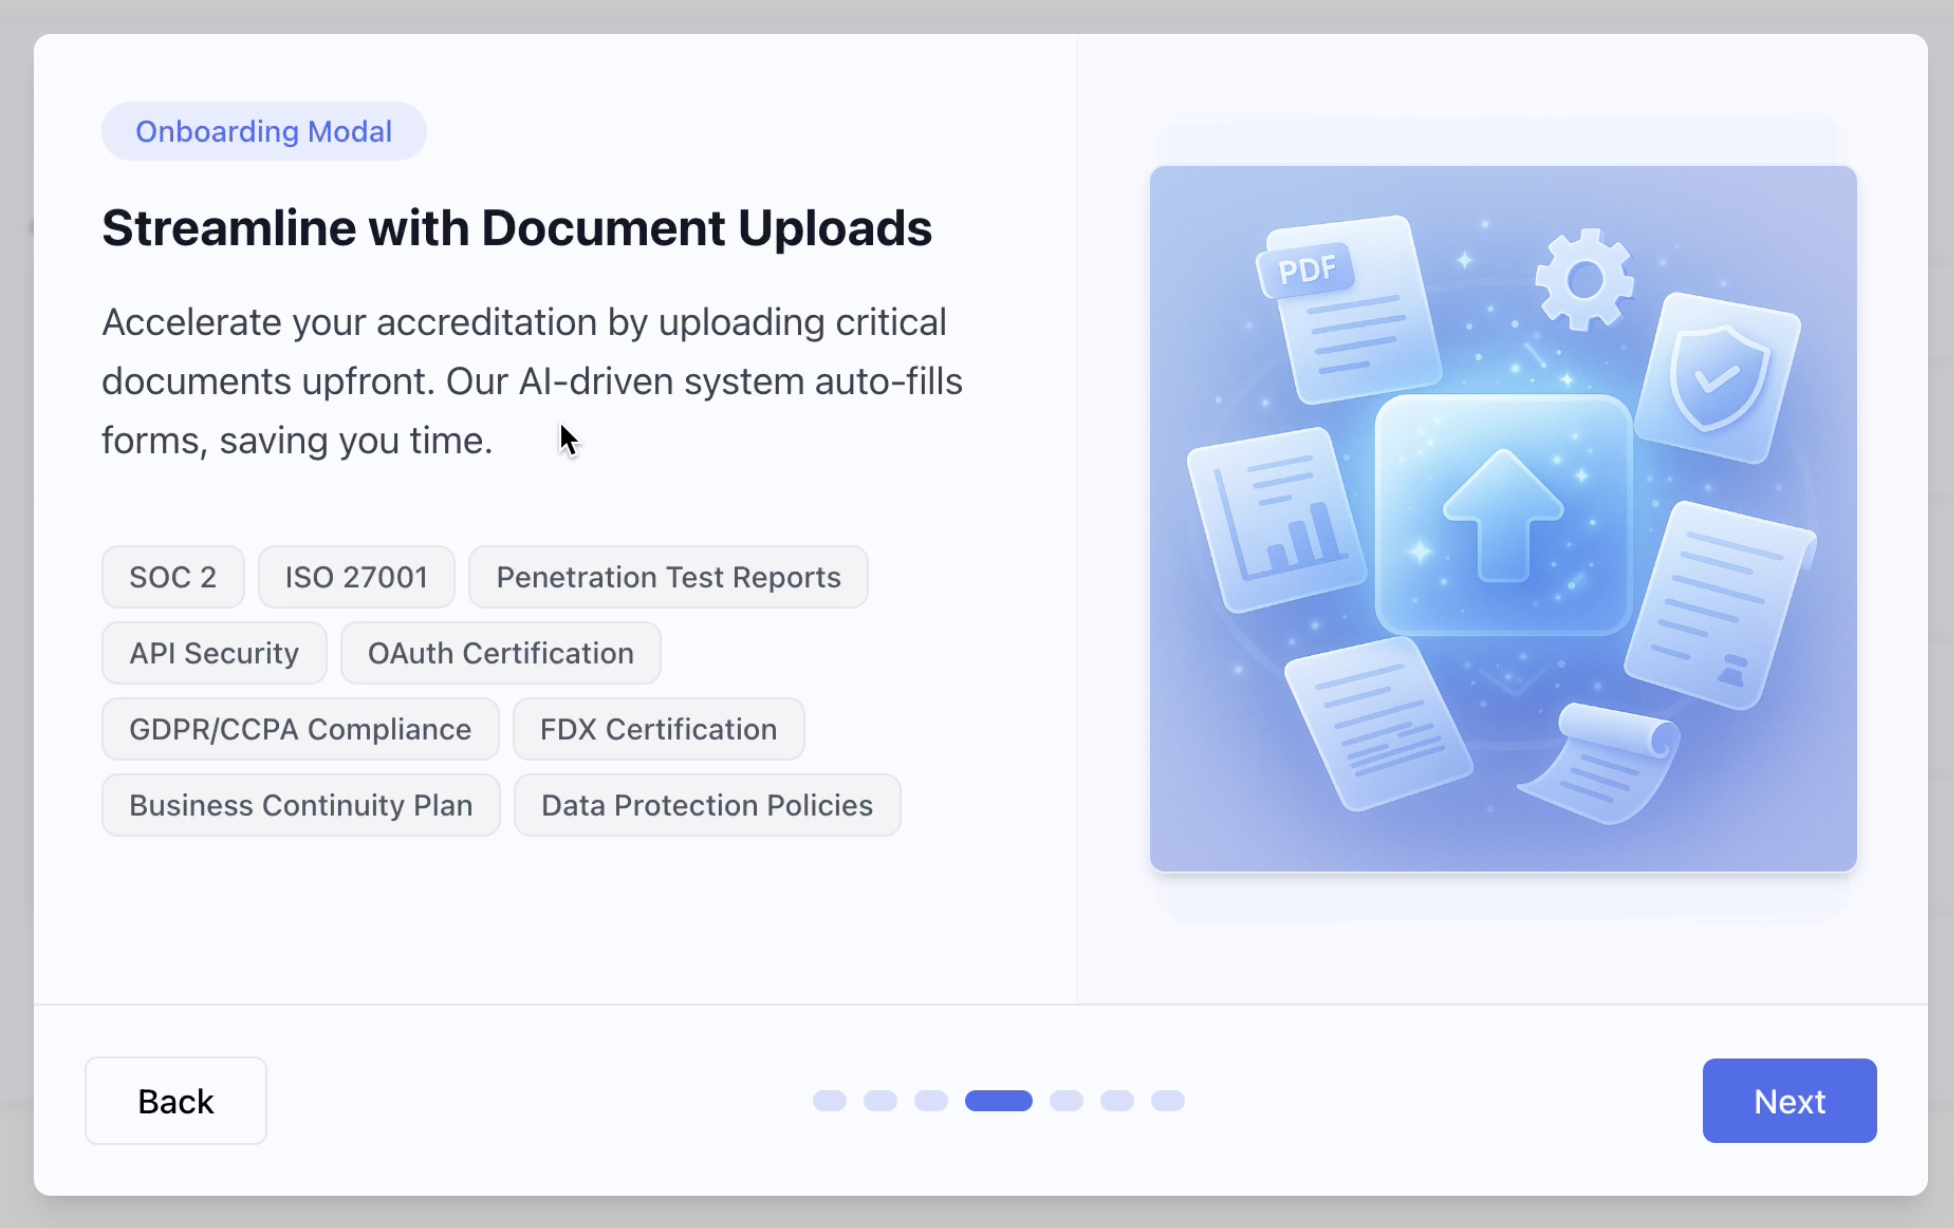 Onboarding Modal
Streamline with Document Uploads
Accelerate your accreditation by uploading critical
documents upfront. Our AI-driven system auto-fills
forms, saving you time.
SOC 2 ISO 27001 Penetration Test Reports
API Security OAuth Certification
GDPR/CCPA Compliance FDX Certification
Business Continuity Plan Data Protection Policies
PDF
Back Next